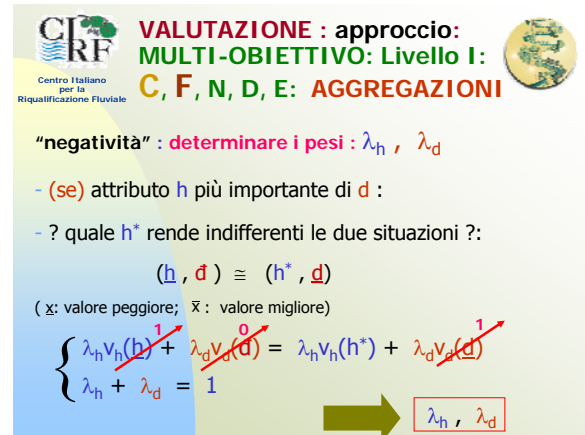 CIRF
Centro Italiano
per la
Riqualificazione Fluviale
VALUTAZIONE : approccio:
MULTI-OBIETTIVO: Livello I:
C, F, N, D, E: AGGREGAZIONI
“negatività” : determinare i pesi : λh , λd
- (se) attributo h più importante di d :
- ? quale h* rende indifferenti le due situazioni ?:
(h , đ ) ≅ (h* , d)
( x: valore peggiore; x̄ : valore migliore)
1 0 1
λhvh(h) + λdvd(đ) = λhvh(h*) + λdvd(d)
λh + λd = 1
λh , λd